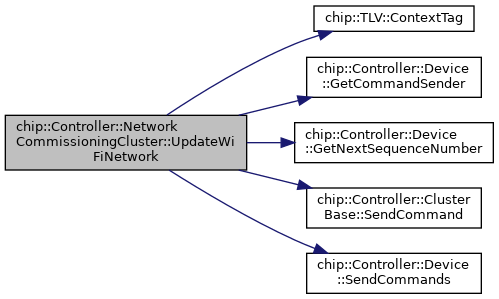 chip::Controller::Network
CommissioningCluster::UpdateWi
FiNetwork
chip::TLV::ContextTag
chip::Controller::Device
::GetCommandSender
chip::Controller::Device
::GetNextSequenceNumber
chip::Controller::Cluster
Base::SendCommand
chip::Controller::Device
::SendCommands